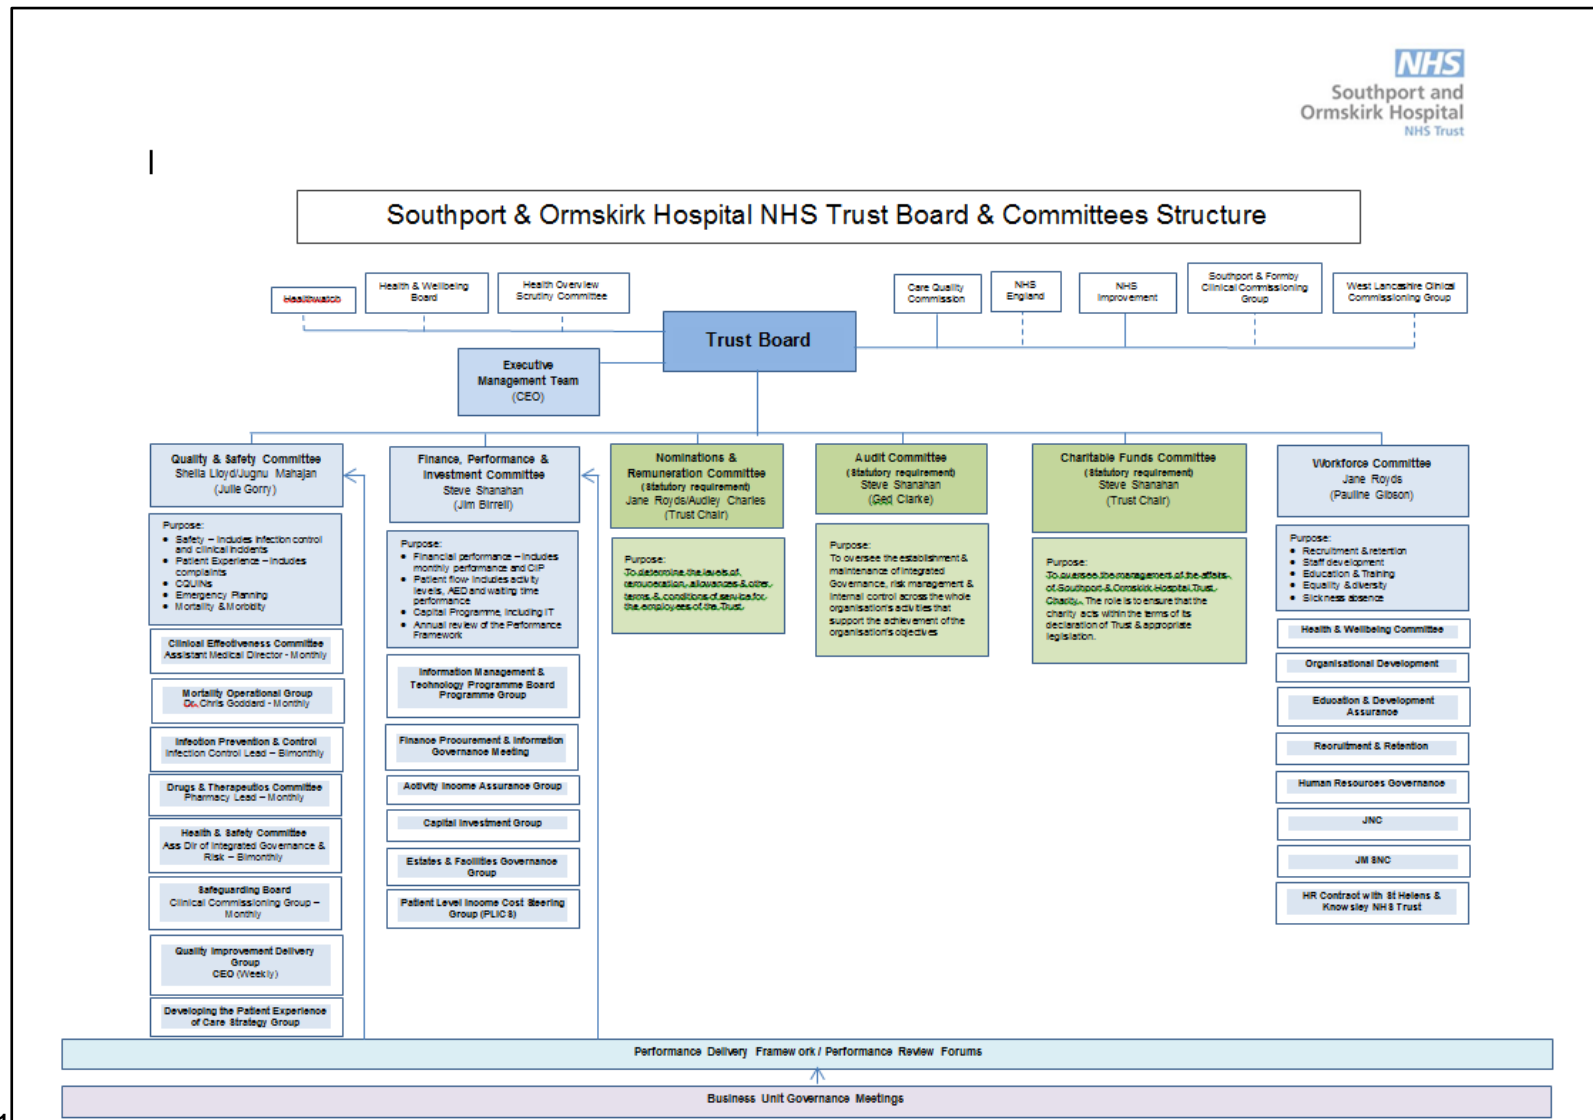 NHS
Southport and
Ormskirk Hospital
NHS Trust
Southport & Ormskirk Hospital NHS Trust Board & Committees Structure
Healthwatch
Health & Wellbeing
Board
Health Overview
Scrutiny Committee
Care Quality
Commission
NHS
England
NHS
Improvement
Southport & Formby
Clinical Commissioning
Group
West Lancashire Clinical
Commissioning Group
Trust Board
Executive
Management Team
(CEO)
Quality & Safety Committee
Sheila Lloyd/Jugnu Mahajan
(Julie Gorry)
Purpose:
• Safety – includes infection control
and clinical incidents
• Patient Experience – includes
complaints
• CQUINs
• Emergency Planning
• Mortality & Morbidity
Clinical Effectiveness Committee
Assistant Medical Director - Monthly
Mortality Operational Group
Dr. Chris Goddard - Monthly
Infection Prevention & Control
Infection Control Lead – Bimonthly
Drugs & Therapeutics Committee
Pharmacy Lead – Monthly
Health & Safety Committee
Ass Dir of Integrated Governance &
Risk – Bimonthly
Safeguarding Board
Clinical Commissioning Group –
Monthly
Quality Improvement Delivery
Group
CEO (Weekly)
Developing the Patient Experience
of Care Strategy Group
Finance, Performance &
Investment Committee
Steve Shanahan
(Jim Birrell)
Purpose:
• Financial performance – includes
monthly performance and CIP
• Patient flow includes activity
levels, AED and waiting time
performance
• Capital Programme, including IT
• Annual review of the Performance
Framework
Information Management &
Technology Programme Board
Programme Group
Finance Procurement & Information
Governance Meeting
Activity Income Assurance Group
Capital Investment Group
Estates & Facilities Governance
Group
Patient Level Income Cost Steering
Group (PLICS)
Nominations &
Remuneration Committee
(Statutory requirement)
Jane Royds/Audley Charles
(Trust Chair)
Purpose:
To determine the levels of
remuneration, allowances & other
terms & conditions of service for
the employees of the Trust.
Audit Committee
(Statutory requirement)
Steve Shanahan
(Ged Clarke)
Purpose:
To oversee the establishment &
maintenance of Integrated
Governance, risk management &
internal control across the whole
organisation's activities that
support the achievement of the
organisation's objectives
Charitable Funds Committee
(Statutory requirement)
Steve Shanahan
(Trust Chair)
Purpose:
To oversee the management of the affairs
of Southport & Ormskirk Hospital Trust
Charity. The role is to ensure that the
charity acts within the terms of its
declaration of Trust & appropriate
legislation.
Workforce Committee
Jane Royds
(Pauline Gibson)
Purpose:
• Recruitment & retention
• Staff development
• Education & Training
• Equality & diversity
• Sickness absence
Health & Wellbeing Committee
Organisational Development
Education & Development
Assurance
Recruitment & Retention
Human Resources Governance
JNC
JMSNC
HR Contract with St Helens &
Knowsley NHS Trust
Performance Delivery Framework / Performance Review Forums
Business Unit Governance Meetings